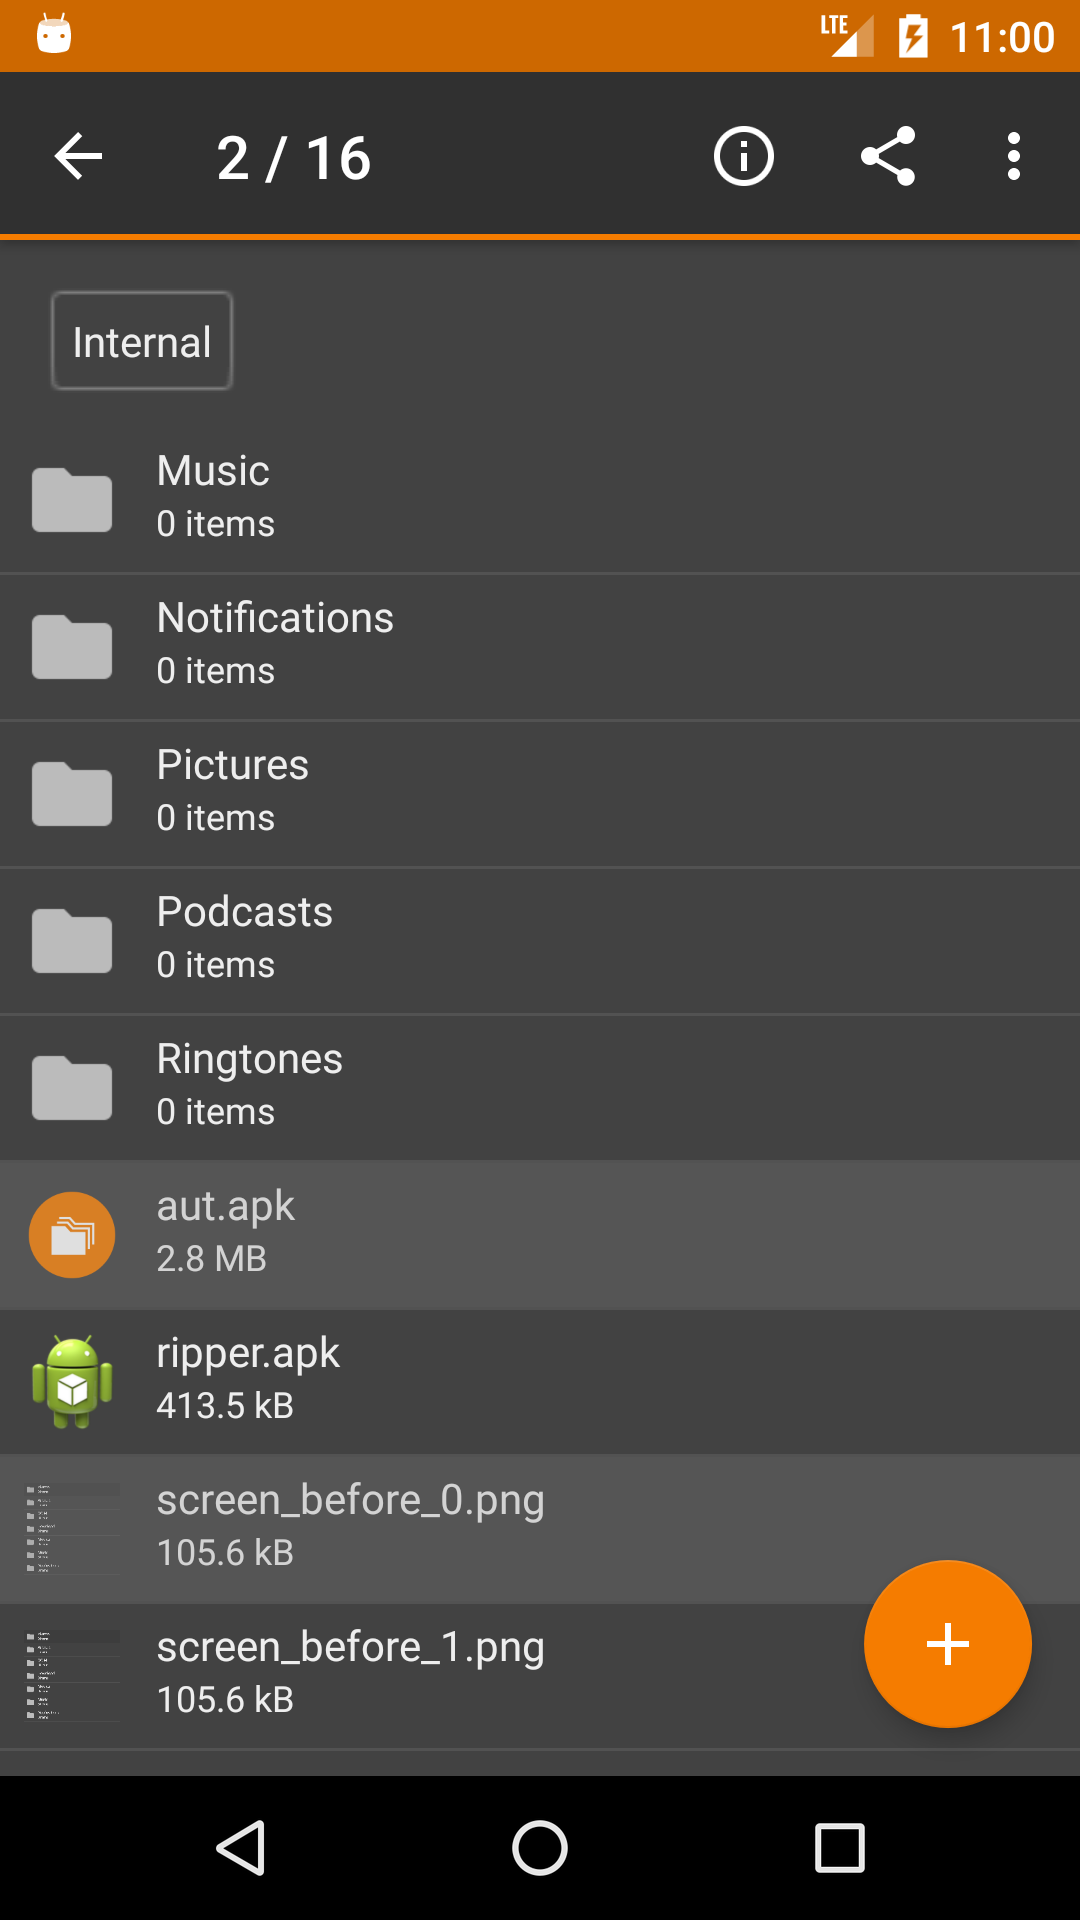 LTE 11:00
2 / 16
Internal
Music
0 items
Notifications
0 items
Pictures
0 items
Podcasts
0 items
Ringtones
0 items
aut.apk
2.8 MB
ripper.apk
413.5 kB
screen_before_0.png
105.6 kB
screen_before_1.png
105.6 kB